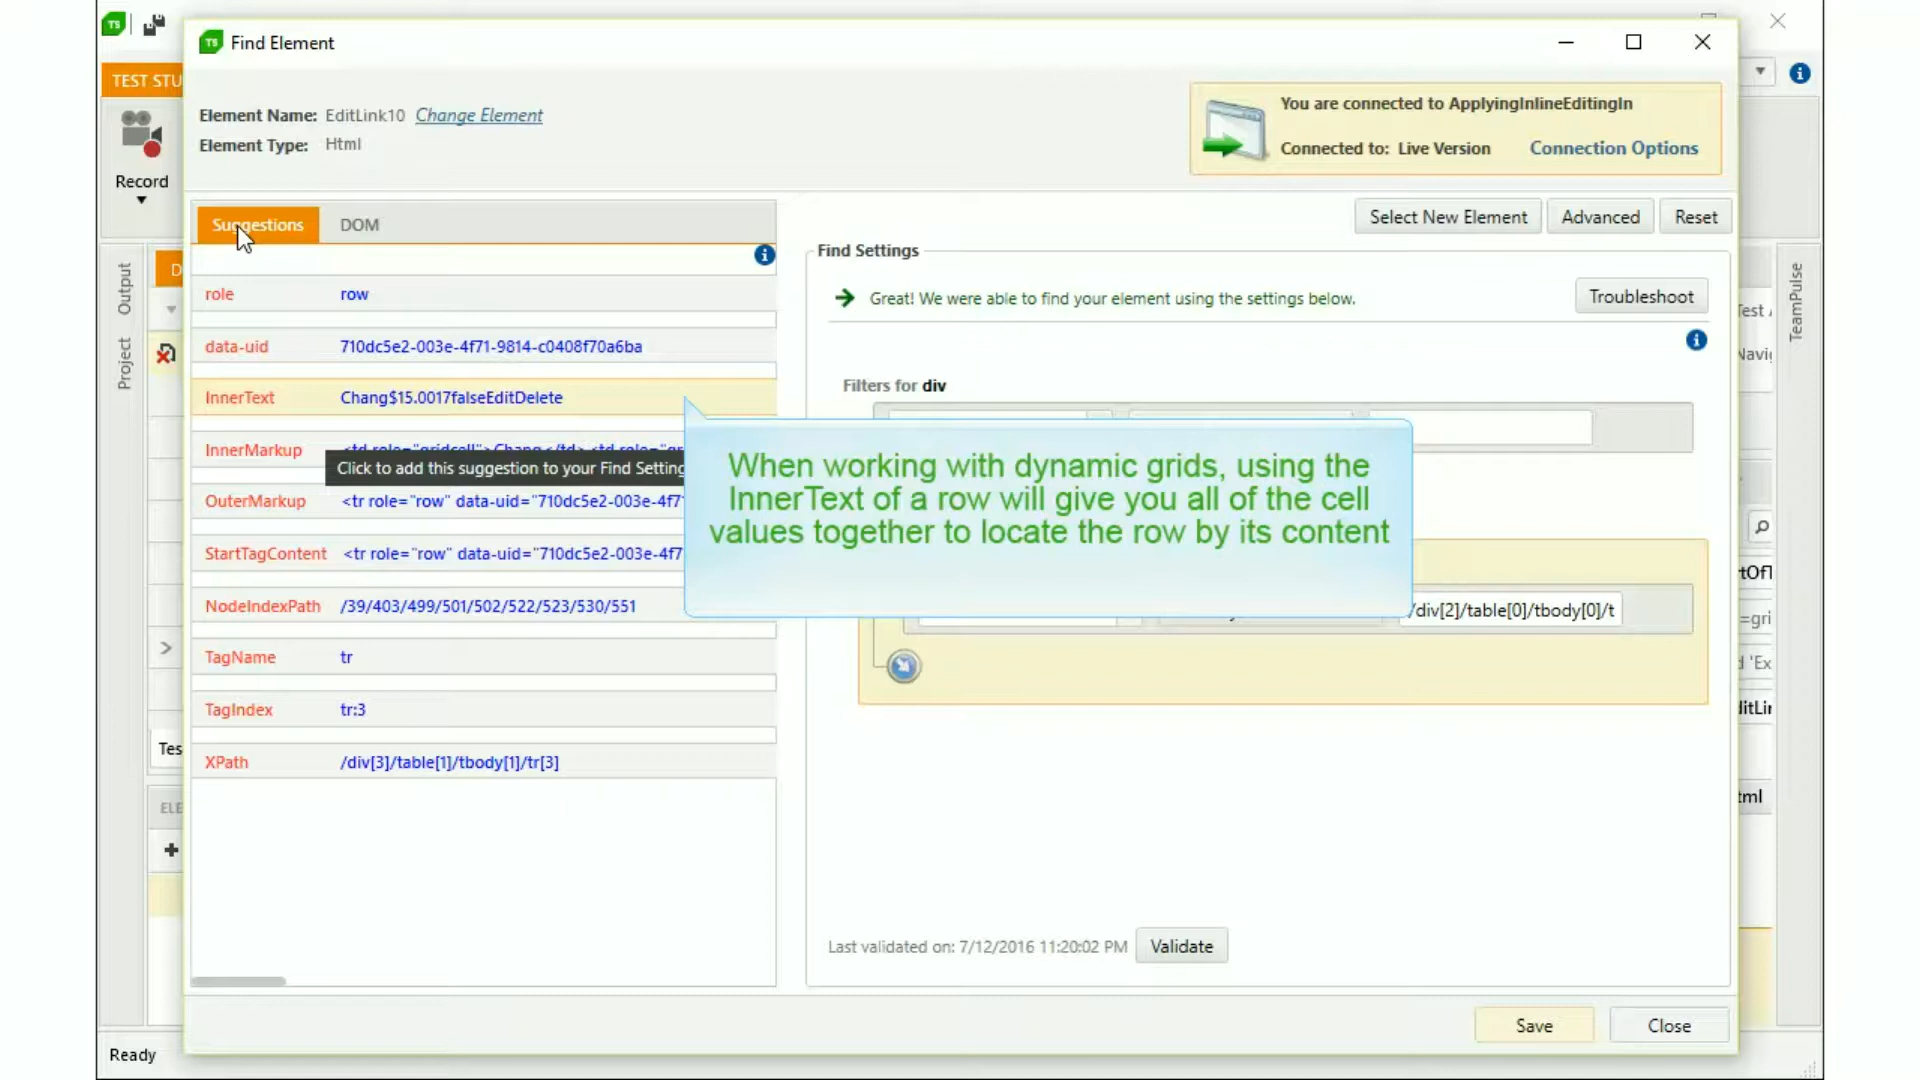 Find Element
TEST STU
Element Name: EditLink10 Change Element
Element Type: Html
You are connected to ApplyingInlineEditingIn
Connected to: Live Version Connection Options
Record
Suggestions DOM
Select New Element Advanced Reset
Output
Project
TeamPulse
role row
data-uid 710dc5e2-003e-4f71-9814-c0408f70a6ba
InnerText Chang$15.0017falseEditDelete
InnerMarkup
Click to add this suggestion to your Find Setting
OuterMarkup <tr role="row" data-uid="710dc5e2-003e-4f7
StartTagContent <tr role="row" data-uid="710dc5e2-003e-4f7
NodeIndexPath /39/403/499/501/502/522/523/530/551
TagName tr
TagIndex tr:3
XPath /div[3]/table[1]/tbody[1]/tr[3]
Find Settings
Great! We were able to find your element using the settings below.
Troubleshoot
Filters for div
When working with dynamic grids, using the
InnerText of a row will give you all of the cell
values together to locate the row by its content
/div[2]/table[0]/tbody[0]/t
Last validated on: 7/12/2016 11:20:02 PM Validate
Save Close
Tes
ELE
Ready